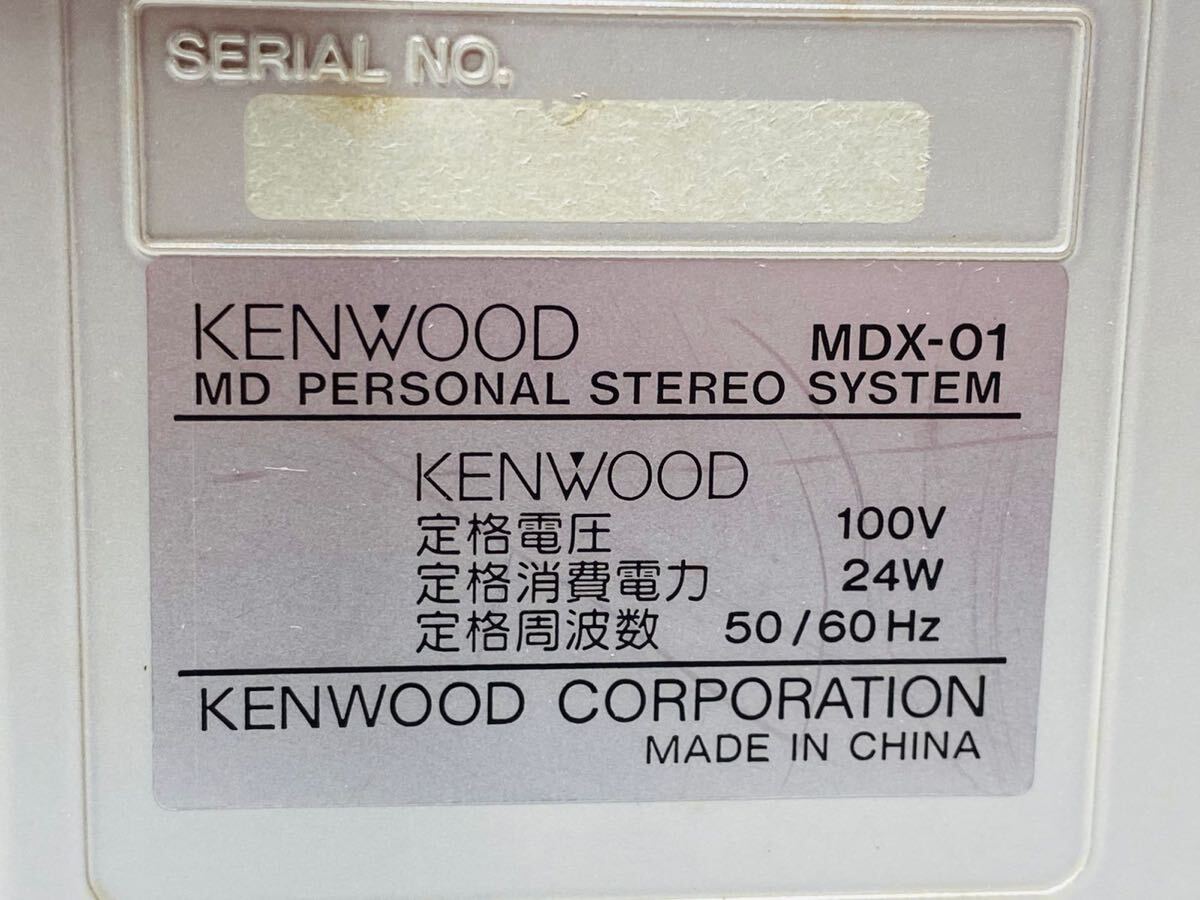 SERIAL NO.
KENWOOD MDX-01
MD PERSONAL STEREO SYSTEM
KENWOOD
定格電圧 100V
定格消費電力 24W
定格周波数 50/60Hz
KENWOOD CORPORATION
MADE IN CHINA